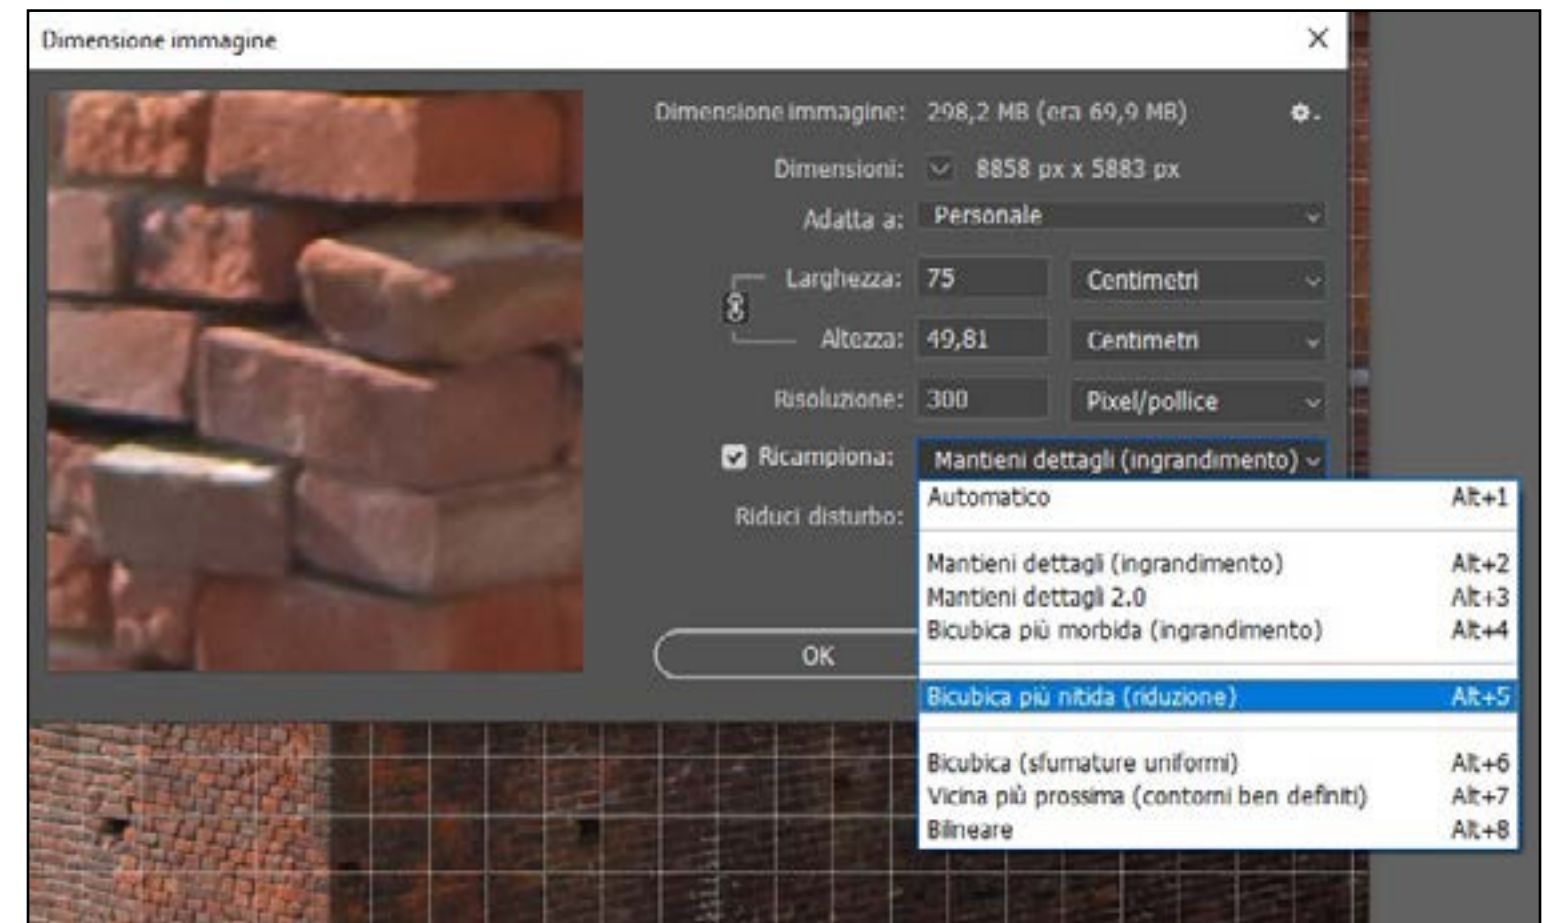 Dimensione immagine
Dimensione immagine: 298,2 MB (era 69,9 MB)
Dimensioni: 8858 px x 5883 px
Adatta a: Personale
Larghezza: 75 Centimetri
Altezza: 49,81 Centimetri
Risoluzione: 300 Pixel/pollice
Ricampiona: Mantieni dettagli (ingrandimento)
Riduci disturbo:
Automatico Alt+1
Mantieni dettagli (ingrandimento) Alt+2
Mantieni dettagli 2.0 Alt+3
Bicubica più morbida (ingrandimento) Alt+4
OK
Bicubica più nitida (riduzione) Alt+5
Bicubica (sfumature uniformi) Alt+6
Vicina più prossima (contorni ben definiti) Alt+7
Bilineare Alt+8